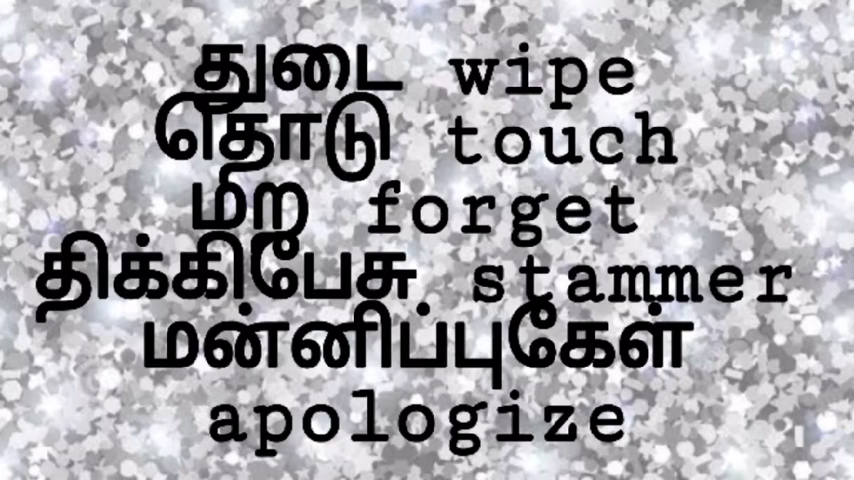 துடை wipe
தொடு touch
மற forget
திக்கிபேசு stammer
மன்னிப்புகேள்
apologize